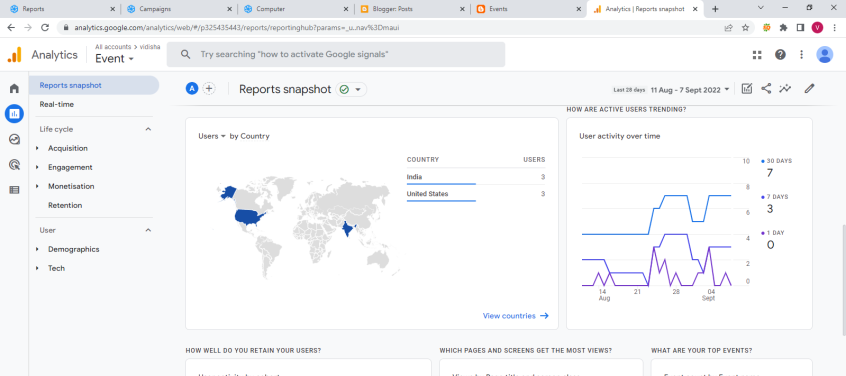 Reports
Campaigns
Computer
Blogger: Posts
Events
Analytics | Reports snapshot
analytics.google.com/analytics/web/#/p325435443/reports/reportinghub?params=_u..nav%3Dmaui
V
Analytics
All accounts > vidisha
Event
Try searching "how to activate Google signals"
Reports snapshot
Real-time
Life cycle
Acquisition
Engagement
Monetisation
Retention
User
Demographics
Tech
A
Reports snapshot
Last 28 days 11 Aug - 7 Sept 2022
HOW ARE ACTIVE USERS TRENDING?
Users by Country
COUNTRY USERS
India 3
United States 3
View countries
User activity over time
10
8
6
4
2
0
14 Aug
21
28
04 Sept
30 DAYS
7
7 DAYS
3
1 DAY
0
HOW WELL DO YOU RETAIN YOUR USERS?
WHICH PAGES AND SCREENS GET THE MOST VIEWS?
WHAT ARE YOUR TOP EVENTS?